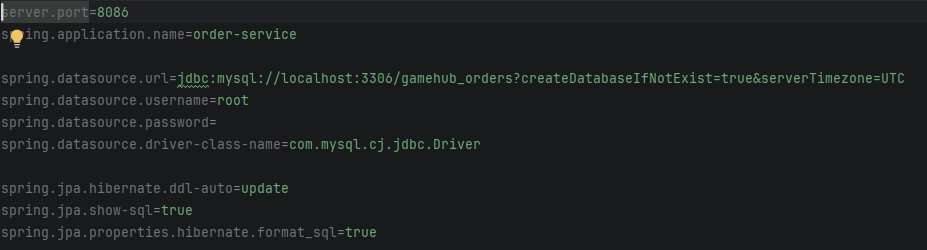 server.port=8086
spring.application.name=order-service
spring.datasource.url=jdbc:mysql://localhost:3306/gamehub_orders?createDatabaseIfNotExist=true&serverTimezone=UTC
spring.datasource.username=root
spring.datasource.password=
spring.datasource.driver-class-name=com.mysql.cj.jdbc.Driver
spring.jpa.hibernate.ddl-auto=update
spring.jpa.show-sql=true
spring.jpa.properties.hibernate.format_sql=true